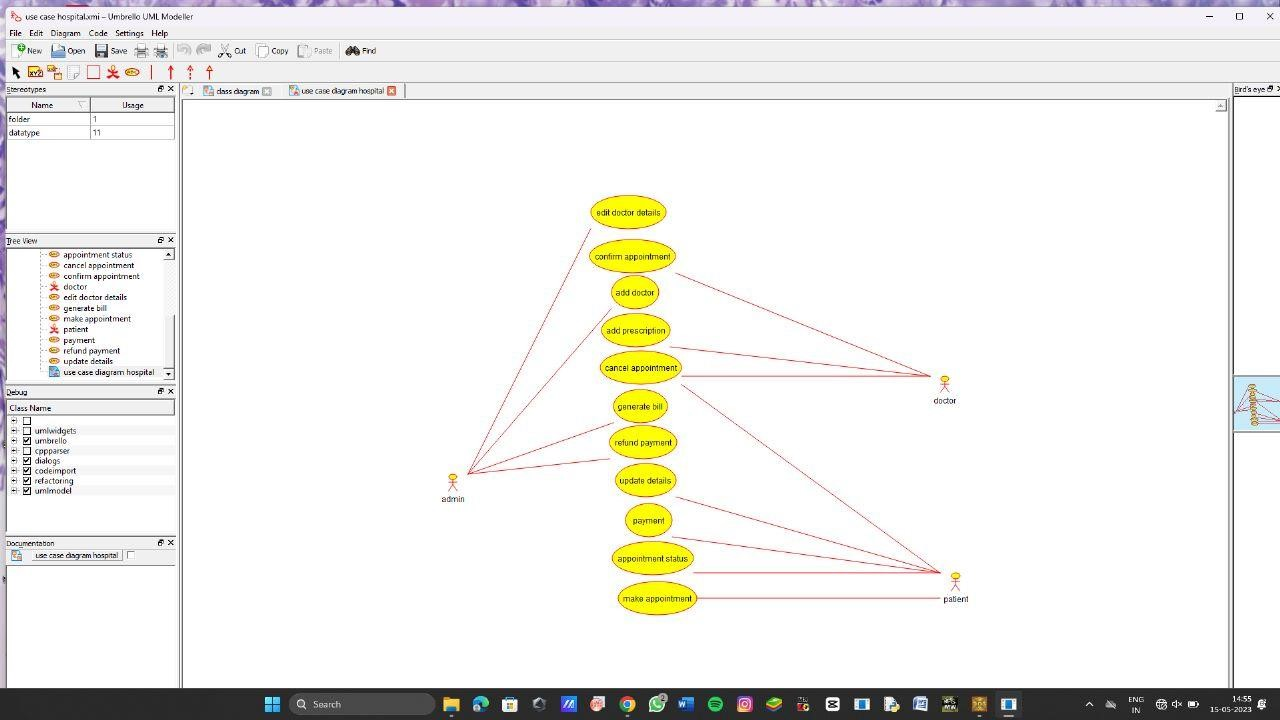 use case hospital.xmi - Umbrello UML Modeller
File Edit Diagram Code Settings Help
New Open Save Cut Copy Paste Find
XYZ
Stereotypes
Name Usage
folder 1
datatype 11
class diagram use case diagram hospital
Bird's eye
Tree View
appointment status
cancel appointment
confirm appointment
doctor
edit doctor details
generate bill
make appointment
patient
payment
refund payment
update details
use case diagram hospital
Debug
Class Name
umlwidgets
umbrello
cppparser
dialogs
codeimport
refactoring
umlmodel
Documentation
use case diagram hospital
edit doctor details
confirm appointment
add doctor
add prescription
cancel appointment
doctor
generate bill
refund payment
update details
admin
payment
appointment status
make appointment
patient
Search
2
ENG
IN
14:55
15-05-2023